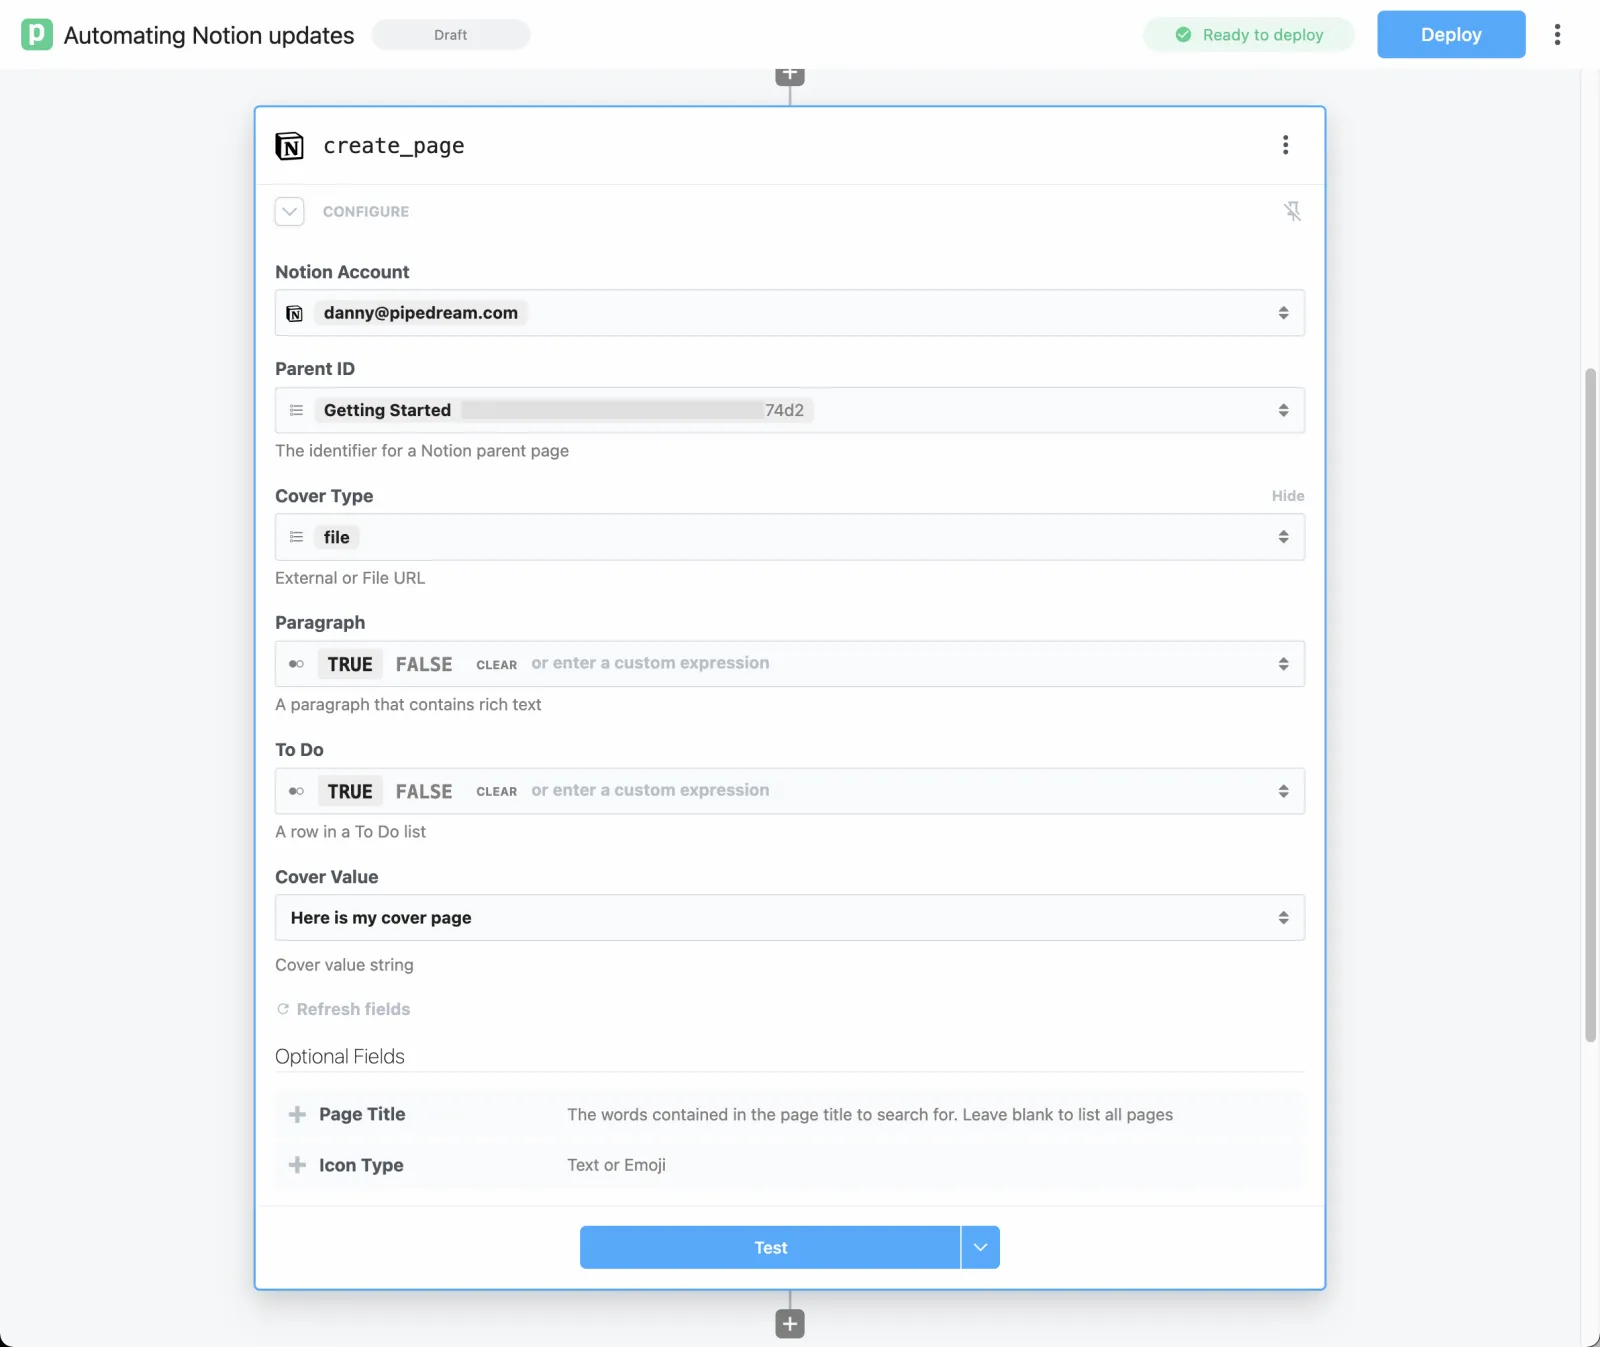 p Automating Notion updates Draft Ready to deploy Deploy
N create_page
CONFIGURE
Notion Account
N danny@pipedream.com
Parent ID
Getting Started 74d2
The identifier for a Notion parent page
Cover Type Hide
file
External or File URL
Paragraph
TRUE FALSE CLEAR or enter a custom expression
A paragraph that contains rich text
To Do
TRUE FALSE CLEAR or enter a custom expression
A row in a To Do list
Cover Value
Here is my cover page
Cover value string
Refresh fields
Optional Fields
Page Title The words contained in the page title to search for. Leave blank to list all pages
Icon Type Text or Emoji
Test